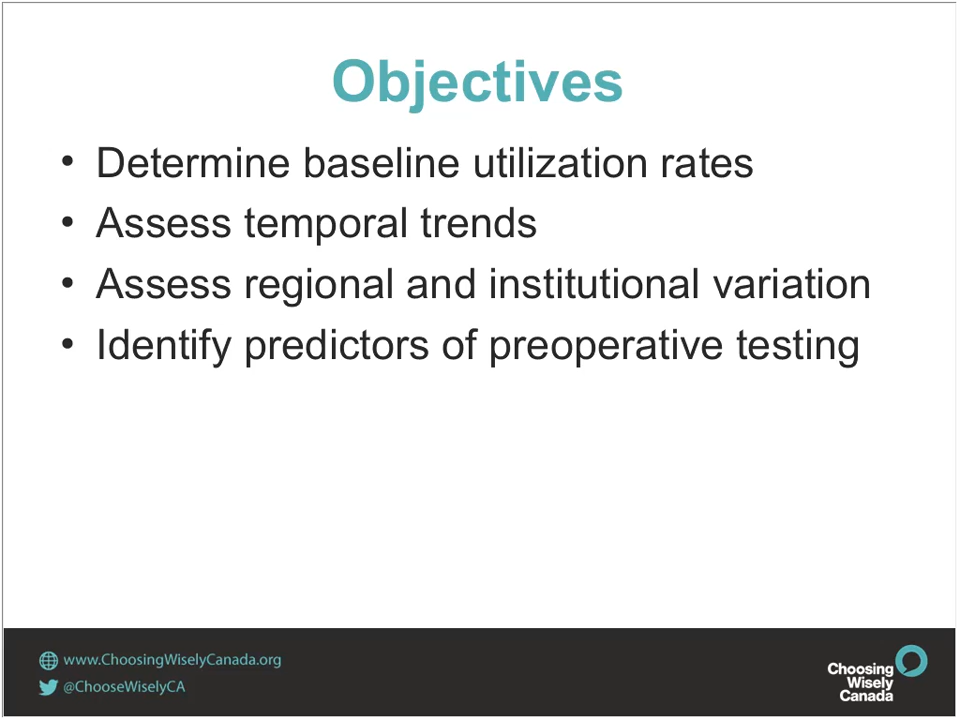 Objectives
• Determine baseline utilization rates
• Assess temporal trends
• Assess regional and institutional variation
• Identify predictors of preoperative testing
www.ChoosingWiselyCanada.org
@ChooseWiselyCA
Choosing
Wisely
Canada